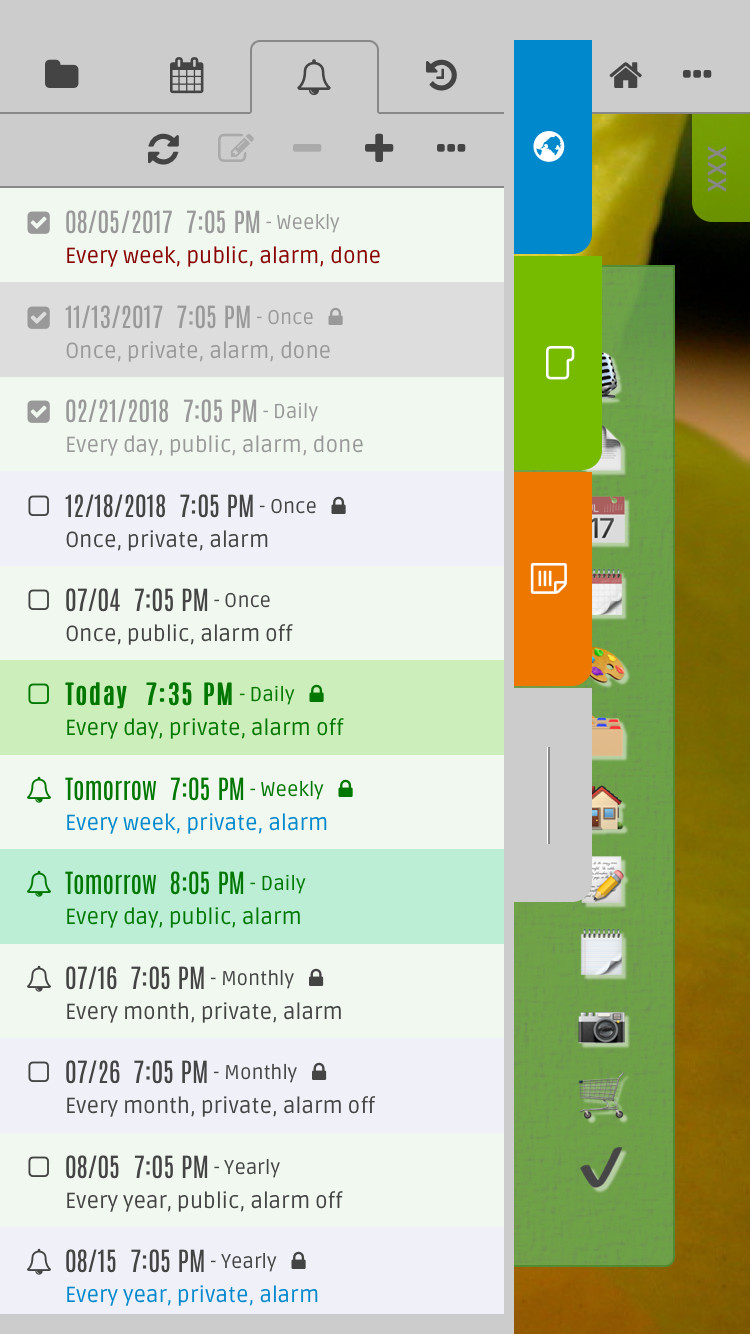 XXX
08/05/2017 7:05 PM - Weekly
Every week, public, alarm, done
11/13/2017 7:05 PM - Once
Once, private, alarm, done
02/21/2018 7:05 PM - Daily
Every day, public, alarm, done
12/18/2018 7:05 PM - Once
Once, private, alarm
07/04 7:05 PM - Once
Once, public, alarm off
Today 7:35 PM - Daily
Every day, private, alarm off
Tomorrow 7:05 PM - Weekly
Every week, private, alarm
Tomorrow 8:05 PM - Daily
Every day, public, alarm
07/16 7:05 PM - Monthly
Every month, private, alarm
07/26 7:05 PM - Monthly
Every month, private, alarm off
08/05 7:05 PM - Yearly
Every year, public, alarm off
08/15 7:05 PM - Yearly
Every year, private, alarm
UL
17